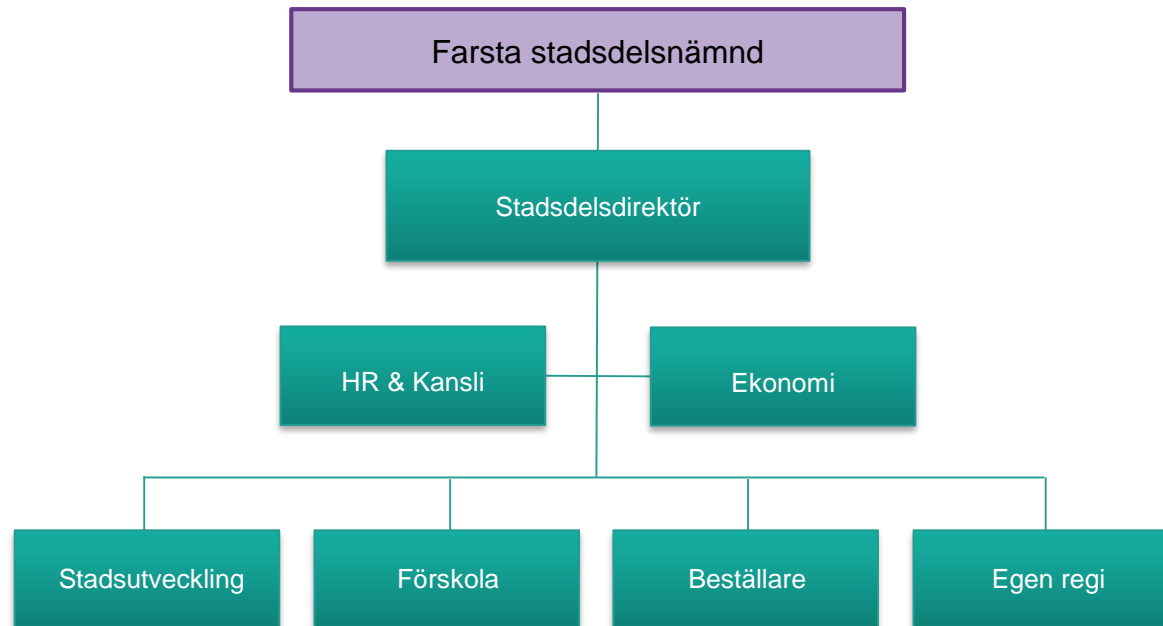 Farsta stadsdelsnämnd
Stadsdelsdirektör
HR & Kansli
Ekonomi
Stadsutveckling
Förskola
Beställare
Egen regi